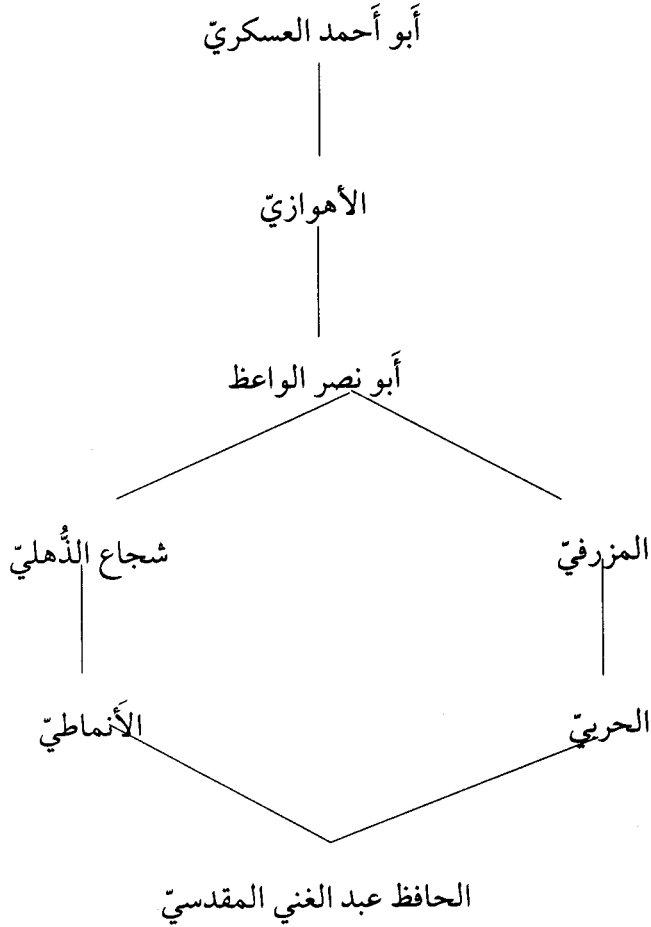 أَبو أَحمد العسكريّ
الأهوازيّ
أَبو نصر الواعظ
المزرفيّ
شجاع الذُّهليّ
الحربيّ
الأَنماطيّ
الحافظ عبد الغني المقدسيّ